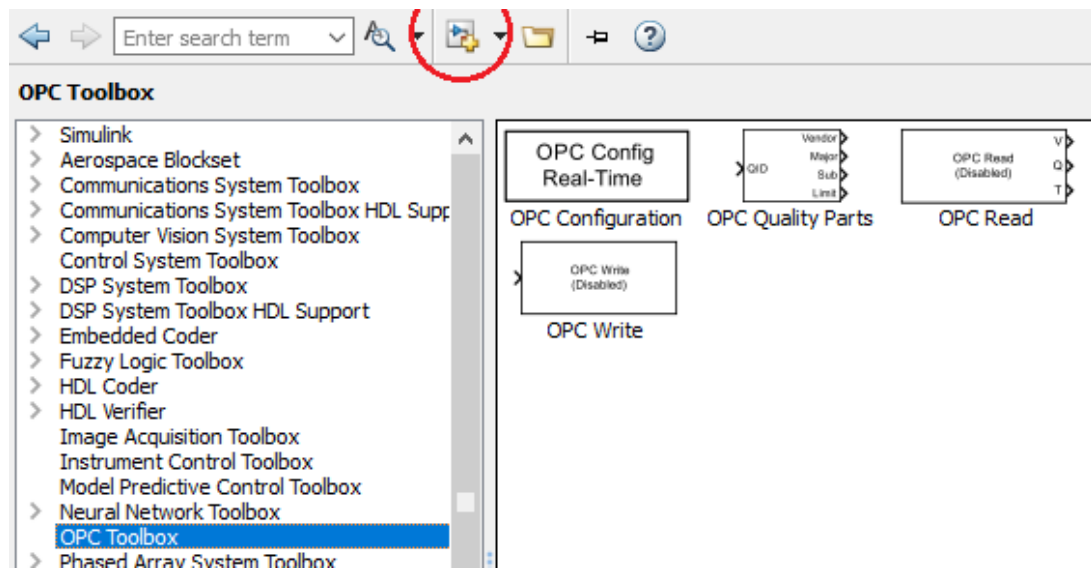 Enter search term
OPC Toolbox
Simulink
Aerospace Blockset
Communications System Toolbox
Communications System Toolbox HDL Supp
Computer Vision System Toolbox
Control System Toolbox
DSP System Toolbox
DSP System Toolbox HDL Support
Embedded Coder
Fuzzy Logic Toolbox
HDL Coder
HDL Verifier
Image Acquisition Toolbox
Instrument Control Toolbox
Model Predictive Control Toolbox
Neural Network Toolbox
OPC Toolbox
Phased Array System Toolbox
OPC Config
Real-Time
OPC Configuration
QID
Vendor
Major
Sub
Limit
OPC Quality Parts
OPC Read
(Disabled)
V
Q
T
OPC Read
OPC Write
(Disabled)
OPC Write